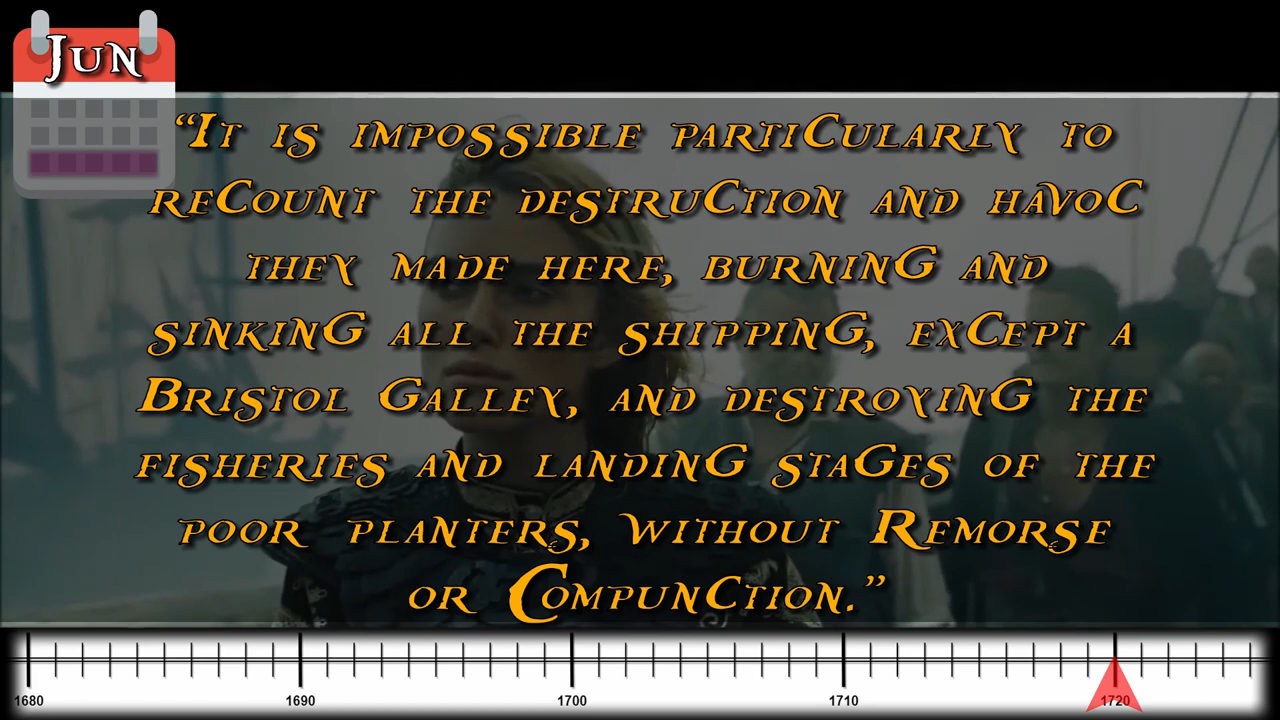 Jun
“It is impossible particularly to
recount the destruction and havoc
they made here, burning and
sinking all the shipping, except a
Bristol Galley, and destroying the
fisheries and landing stages of the
poor planters, without Remorse
or Compunction.”
1680 1690 1700 1710 1720